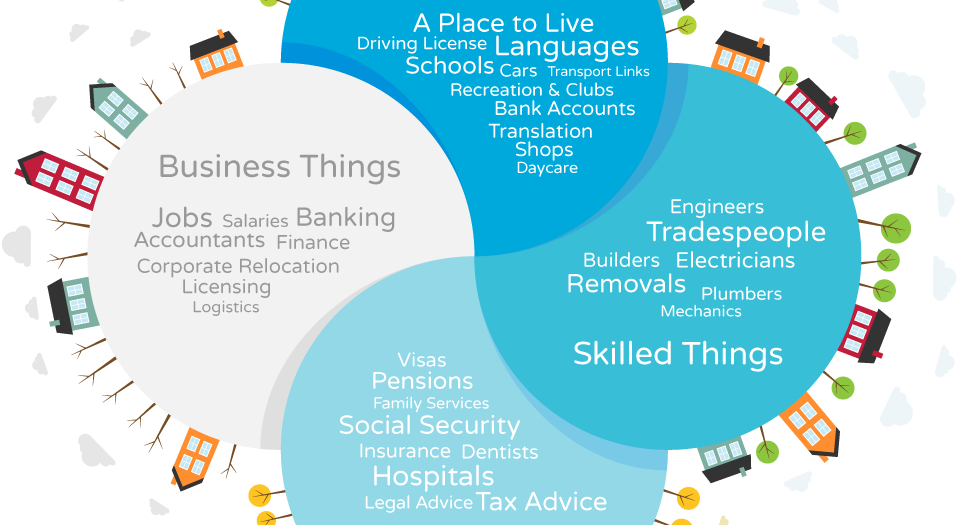 A Place to Live
Driving License Languages
Schools Cars Transport Links
Recreation & Clubs
Bank Accounts
Translation
Shops
Daycare
Business Things
Jobs Salaries Banking
Accountants Finance
Corporate Relocation
Licensing
Logistics
Engineers
Tradespeople
Builders Electricians
Removals Plumbers
Mechanics
Skilled Things
Visas
Pensions
Family Services
Social Security
Insurance Dentists
Hospitals
Legal Advice Tax Advice